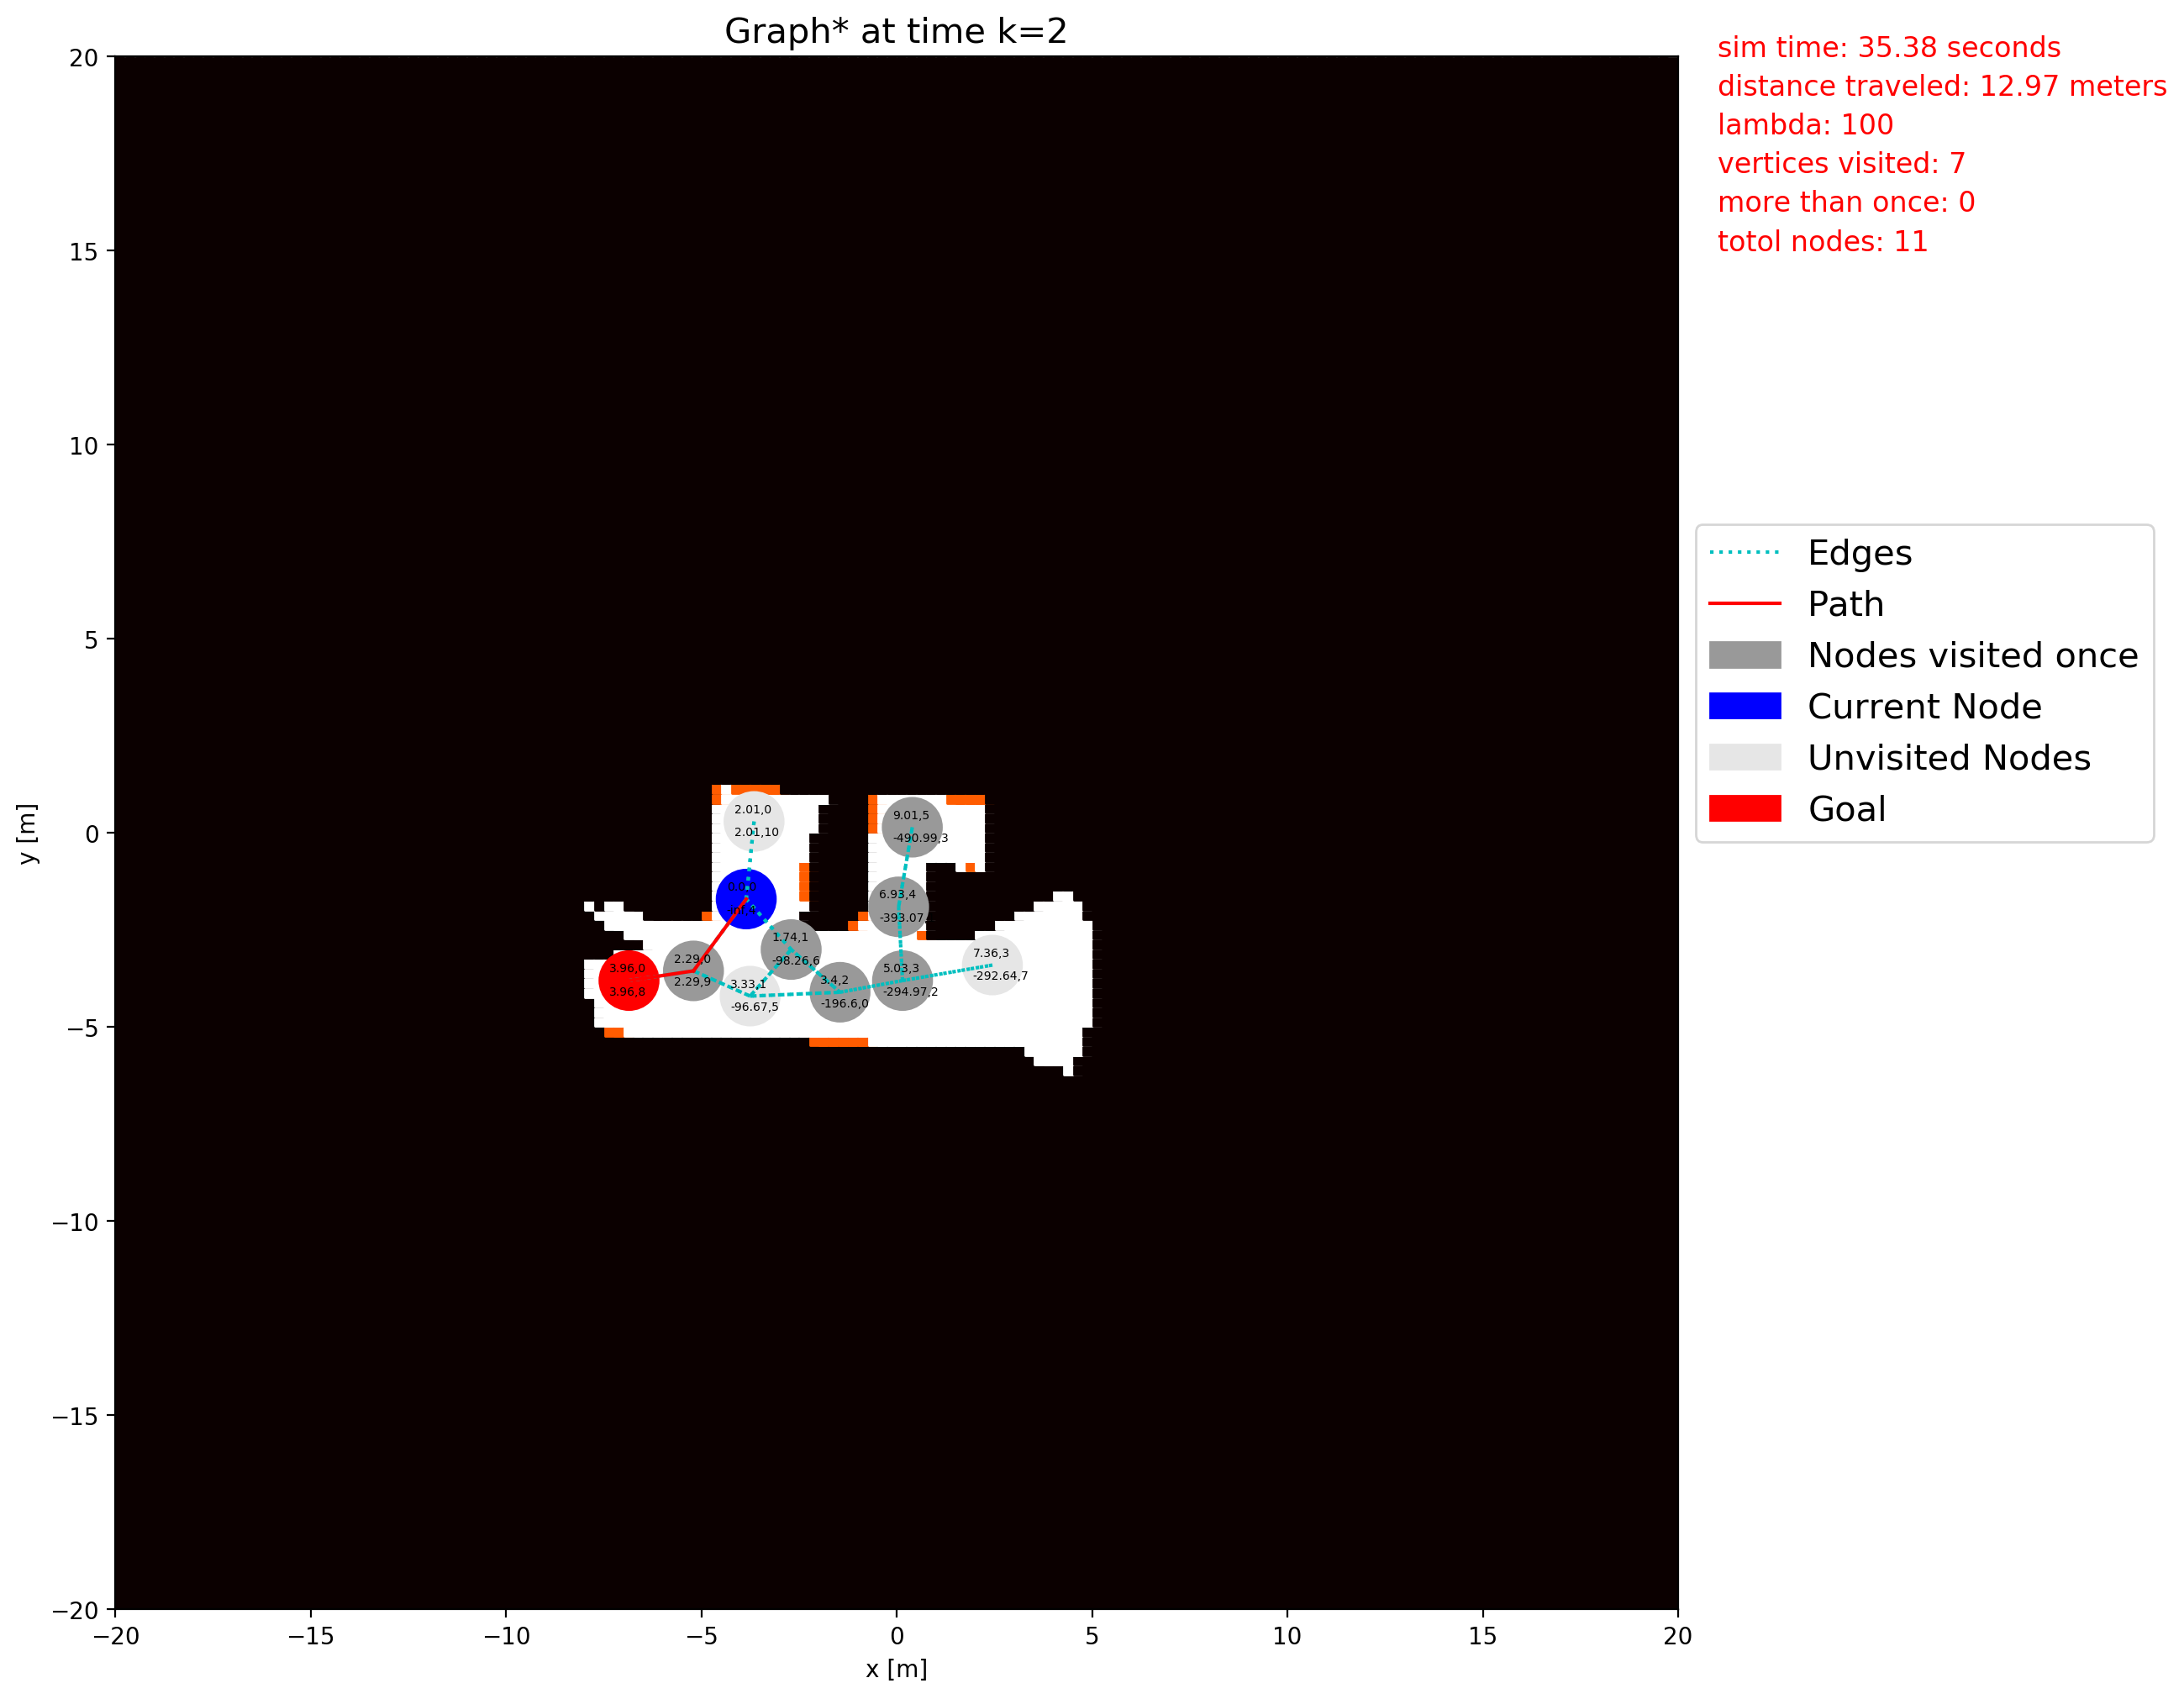 Graph* at time k=2
sim time: 35.38 seconds
distance traveled: 12.97 meters
lambda: 100
vertices visited: 7
more than once: 0
totol nodes: 11
20
15
10
5
0
−5
−10
−15
−20
y [m]
−20 −15 −10 −5 0 5 10 15 20
x [m]
Edges
Path
Nodes visited once
Current Node
Unvisited Nodes
Goal
2.01,0
2.01,10
9.01,5
-490.99,3
6.93,4
-393.07,
1.74,1
-98.26,6
2.29,0
2.29,9
3.96,0
3.96,8
3.33,1
-96.67,5
3.4,2
-196.6,0
5.03,3
-294.97,2
7.36,3
-292.64,7